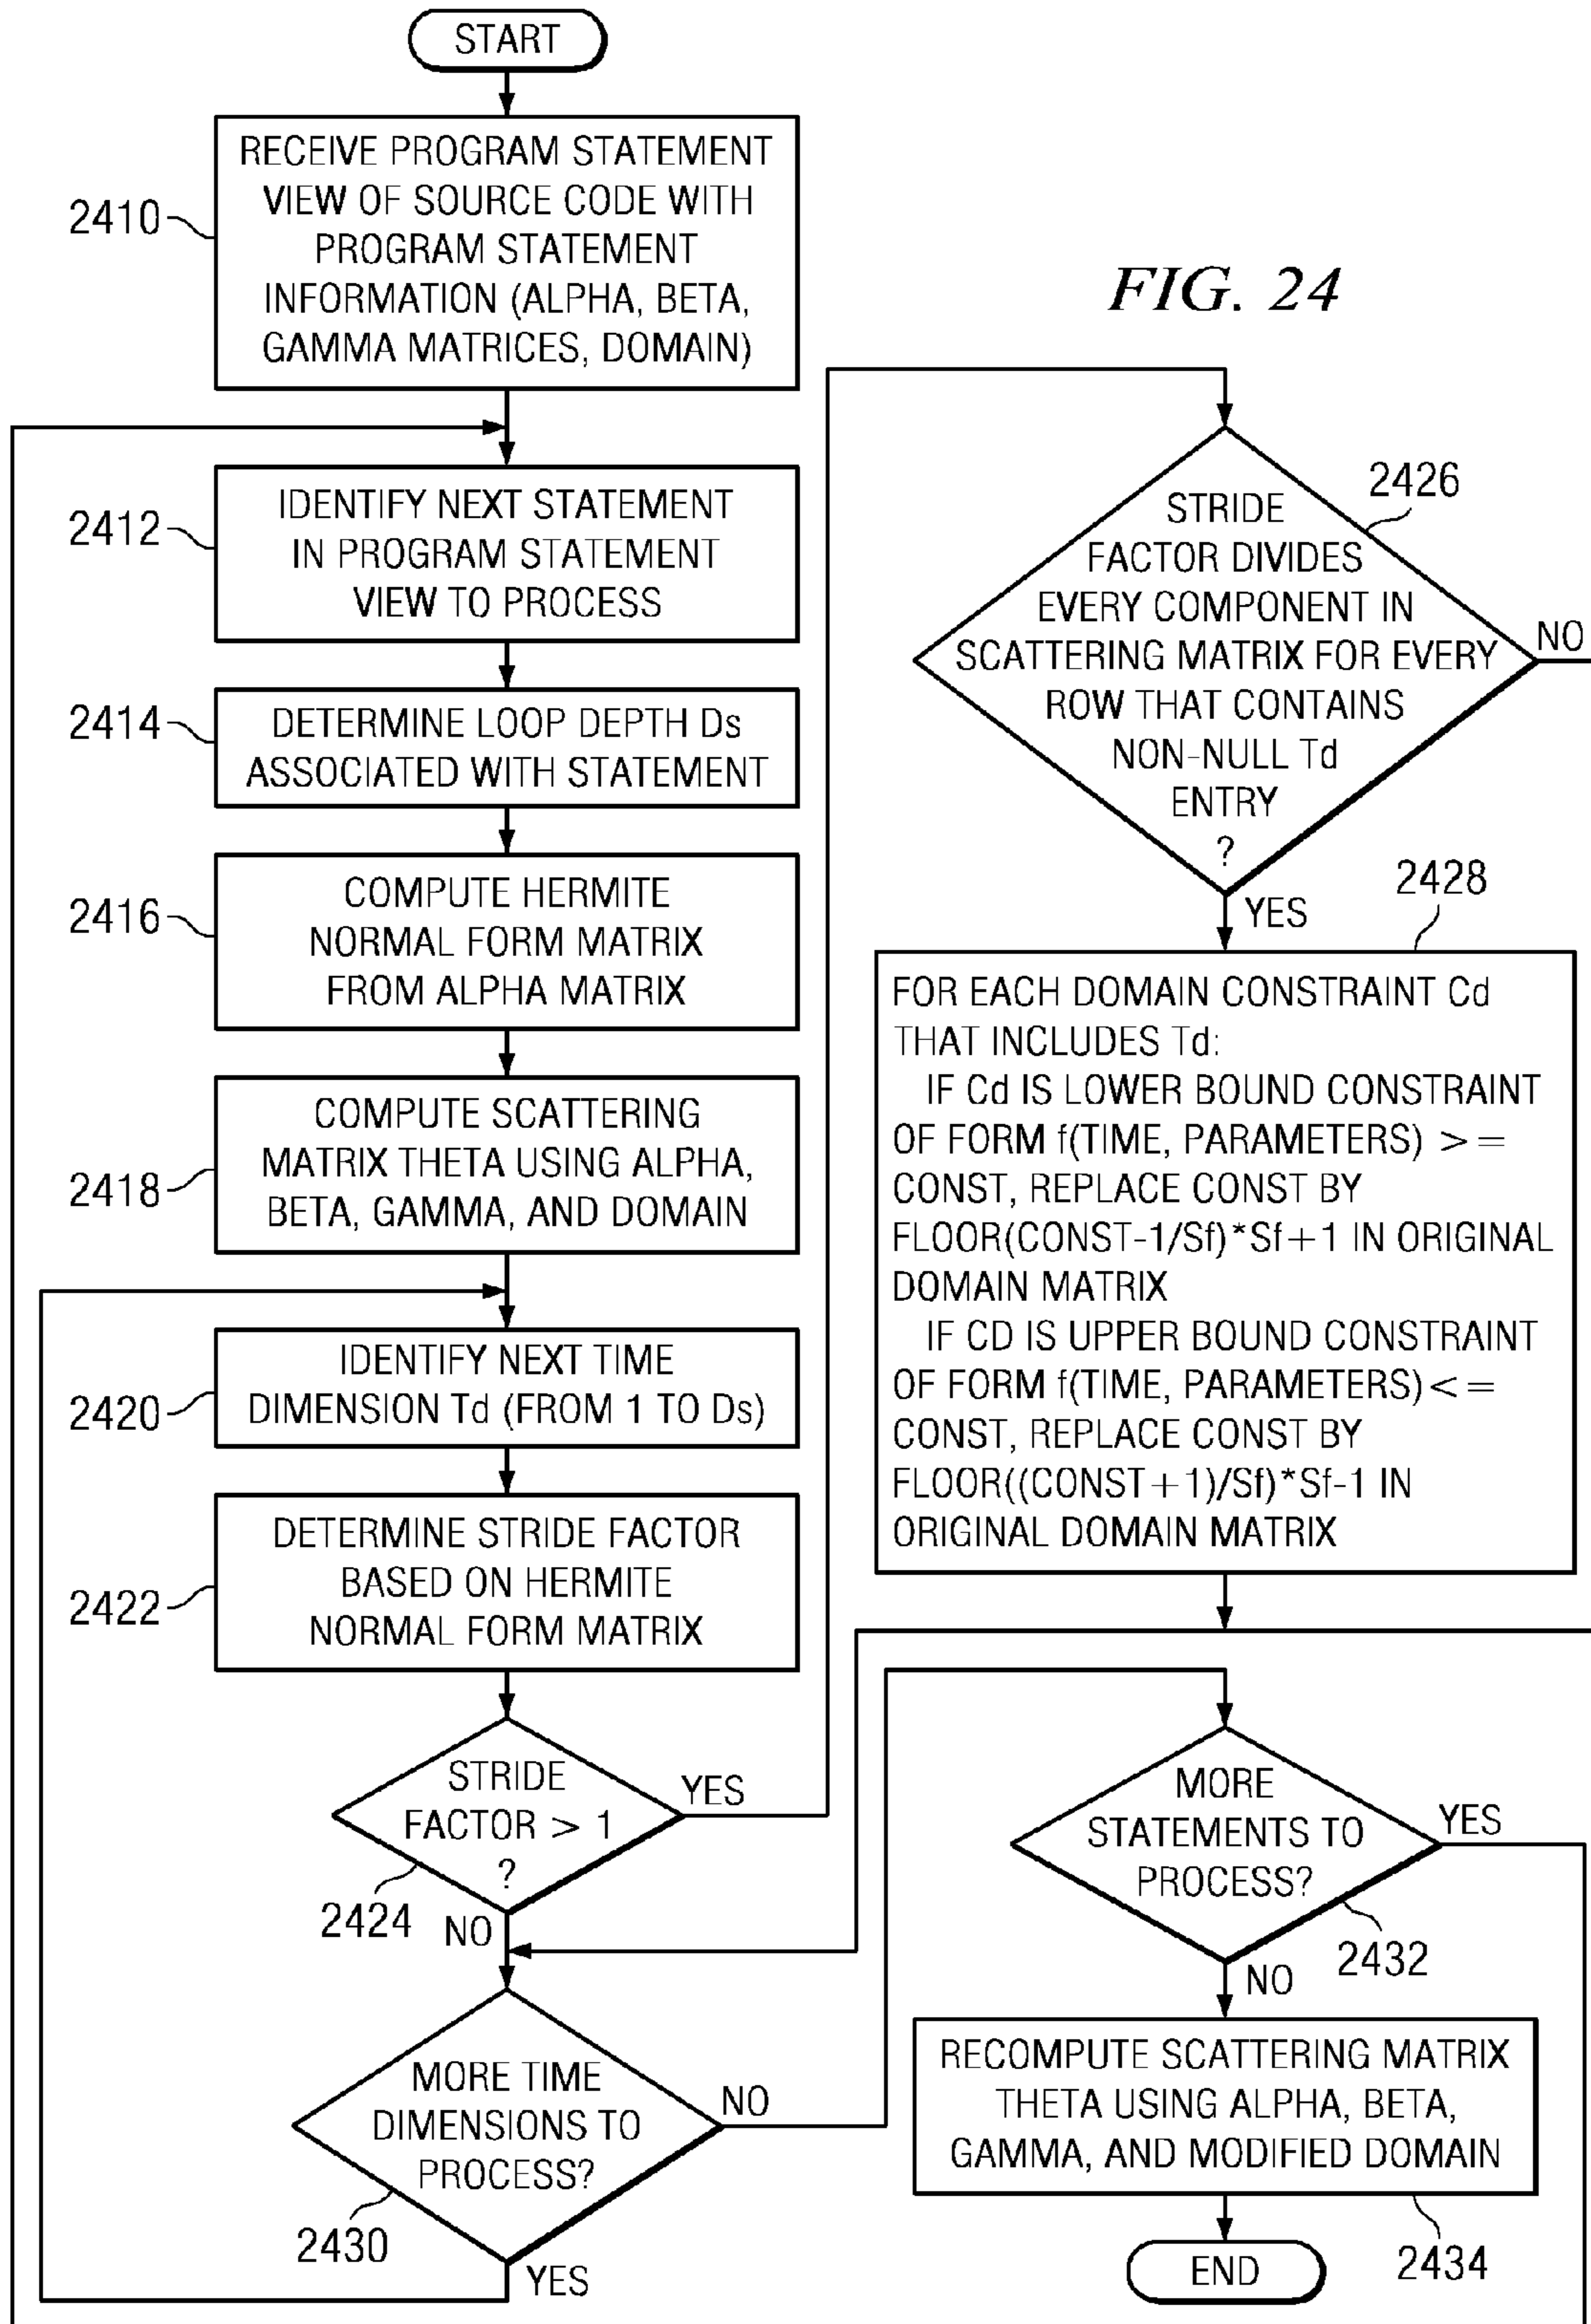 START
RECEIVE PROGRAM STATEMENT
VIEW OF SOURCE CODE WITH
PROGRAM STATEMENT
INFORMATION (ALPHA, BETA,
GAMMA MATRICES, DOMAIN)
2410
FIG. 24
IDENTIFY NEXT STATEMENT
IN PROGRAM STATEMENT
VIEW TO PROCESS
2412
DETERMINE LOOP DEPTH Ds
ASSOCIATED WITH STATEMENT
2414
COMPUTE HERMITE
NORMAL FORM MATRIX
FROM ALPHA MATRIX
2416
COMPUTE SCATTERING
MATRIX THETA USING ALPHA,
BETA, GAMMA, AND DOMAIN
2418
IDENTIFY NEXT TIME
DIMENSION Td (FROM 1 TO Ds)
2420
DETERMINE STRIDE FACTOR
BASED ON HERMITE
NORMAL FORM MATRIX
2422
STRIDE
FACTOR > 1
?
YES
2424
NO
MORE TIME
DIMENSIONS TO
PROCESS?
NO
2430
YES
2426
STRIDE
FACTOR DIVIDES
EVERY COMPONENT IN
SCATTERING MATRIX FOR EVERY
ROW THAT CONTAINS
NON-NULL Td
ENTRY
?
NO
YES
2428
FOR EACH DOMAIN CONSTRAINT Cd
THAT INCLUDES Td:
IF Cd IS LOWER BOUND CONSTRAINT
OF FORM f(TIME, PARAMETERS) >=
CONST, REPLACE CONST BY
FLOOR(CONST-1/Sf)*Sf+1 IN ORIGINAL
DOMAIN MATRIX
IF CD IS UPPER BOUND CONSTRAINT
OF FORM f(TIME, PARAMETERS)<=
CONST, REPLACE CONST BY
FLOOR((CONST+1)/Sf)*Sf-1 IN
ORIGINAL DOMAIN MATRIX
MORE
STATEMENTS TO
PROCESS?
YES
2432
NO
RECOMPUTE SCATTERING MATRIX
THETA USING ALPHA, BETA,
GAMMA, AND MODIFIED DOMAIN
2434
END